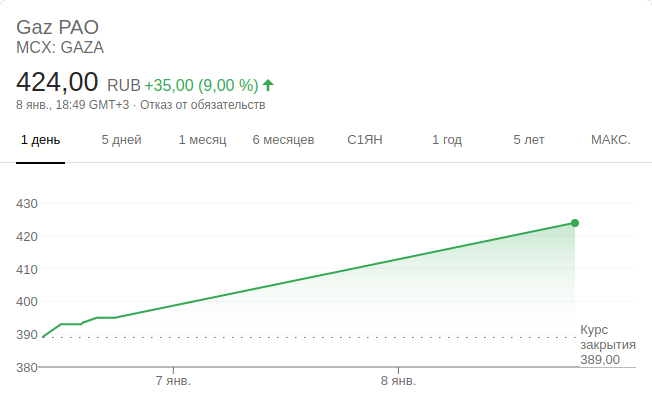 Gaz PAO
MCX: GAZA
424,00 RUB +35,00 (9,00 %)
8 янв., 18:49 GMT+3 · Отказ от обязательств
1 день 5 дней 1 месяц 6 месяцев С1ЯН 1 год 5 лет МАКС.
430
420
410
400
390
380
Курс
закрытия
389,00
7 янв. 8 янв.